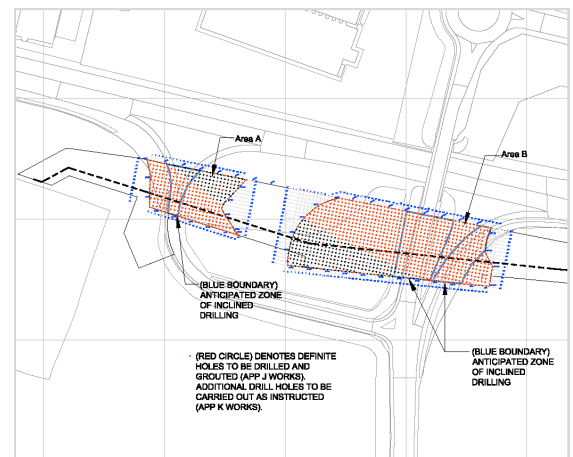 Area A
Area B
(BLUE BOUNDARY)
ANTICIPATED ZONE
OF INCLINED
DRILLING
(RED CIRCLE) DENOTES DEFINITE
HOLES TO BE DRILLED AND
GROUTED (APP J WORKS).
ADDITIONAL DRILL HOLES TO BE
CARRIED OUT AS INSTRUCTED
(APP K WORKS).
(BLUE BOUNDARY)
ANTICIPATED ZONE
OF INCLINED
DRILLING